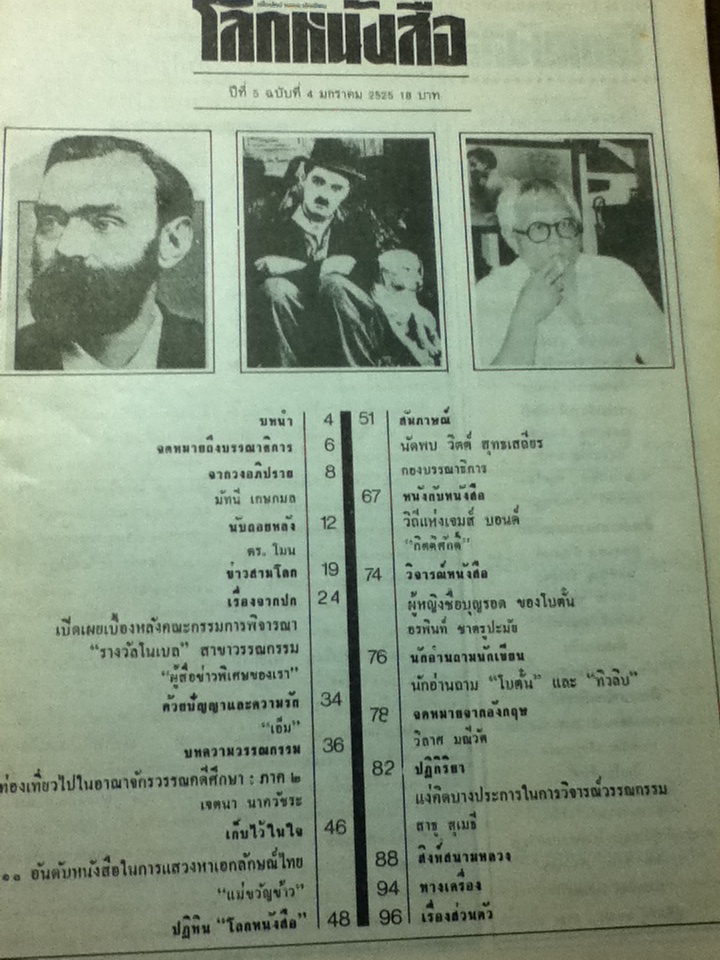 โลกหนังสือ
ปีที่ 5 ฉบับที่ 4 มกราคม 2525 18 บาท
บทนำ 4
จดหมายถึงบรรณาธิการ 6
จากวงอภิปราย 8
มัทนี เกษกมล
นับถอยหลัง 12
ดร. ใมน
ข่าวสามโลก 19
เรื่องจากปก 24
เปิดเผยเบื้องหลังคณะกรรมการพิจารณา
“รางวัลโนเบล” สาขาวรรณกรรม
“ผู้สื่อข่าวพิเศษของเรา”
ด้วยปัญญาและความรัก 34
“เอ็ม”
บทความวรรณกรรม 36
ท่องเที่ยวไปในอาณาจักรวรรณคดีศึกษา : ภาค ๒
เจตนา นาควัชระ
เก็บไว้ในใจ 46
๑๑ อันดับหนังสือในการแสวงหาเอกลักษณ์ไทย
“แม่ขวัญข้าว”
ปฏิทิน “โลกหนังสือ” 48
51 สัมภาษณ์
นัดพบ วิตต์ สุทธเสถียร
กองบรรณาธิการ
67 หนังกับหนังสือ
วิถีแห่งเจมส์ บอนด์
“กิตติศักดิ์”
74 วิจารณ์หนังสือ
ผู้หญิงชื่อบุญรอด ของโบตั๋น
อรพินท์ ชาตรูปะมัย
76 นักอ่านถามนักเขียน
นักอ่านถาม “โบตั๋น” และ “ทิวลิบ”
78 จดหมายจากอังกฤษ
วิลาศ มณีวัต
82 ปฏิกิริยา
แง่คิดบางประการในการวิจารณ์วรรณกรรม
สาธุ สุเมธี
88 สิงห์สนามหลวง
94 ทางเครื่อง
96 เรื่องส่วนตัว